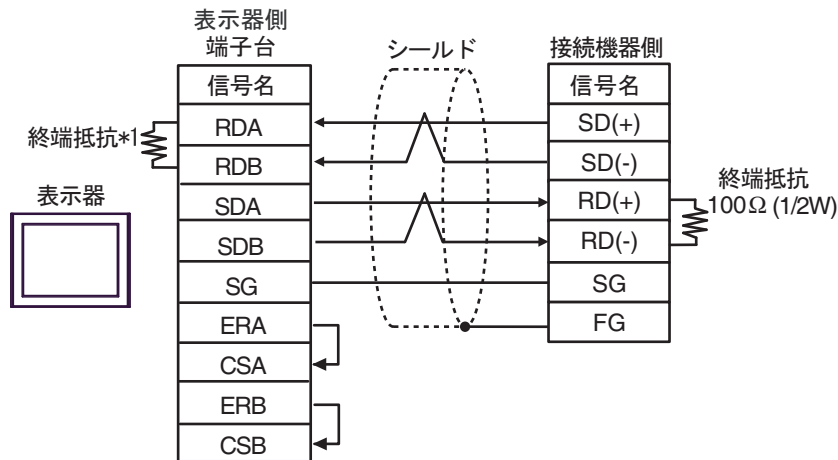 表示器側
端子台
シールド
接続機器側
信号名
信号名
終端抵抗*1
RDA
SD(+)
RDB
SD(-)
表示器
SDA
RD(+)
終端抵抗
100Ω (1/2W)
SDB
RD(-)
SG
SG
ERA
FG
CSA
ERB
CSB